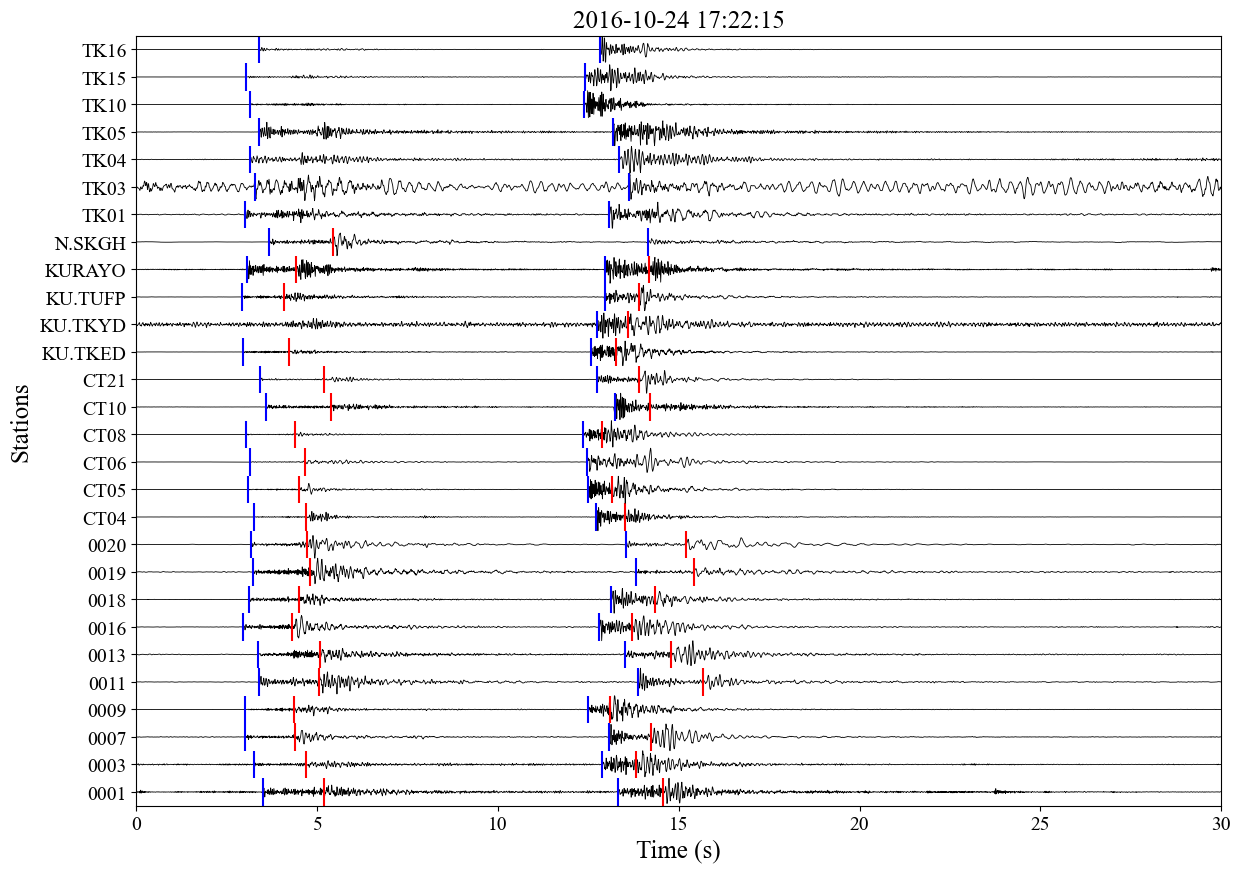 2016-10-24 17:22:15
TK16
TK15
TK10
TK05
TK04
TK03
TK01
N.SKGH
KURAYO
KU.TUFP
KU.TKYD
KU.TKED
CT21
CT10
CT08
CT06
CT05
CT04
0020
0019
0018
0016
0013
0011
0009
0007
0003
0001
Stations
0 5 10 15 20 25 30
Time (s)